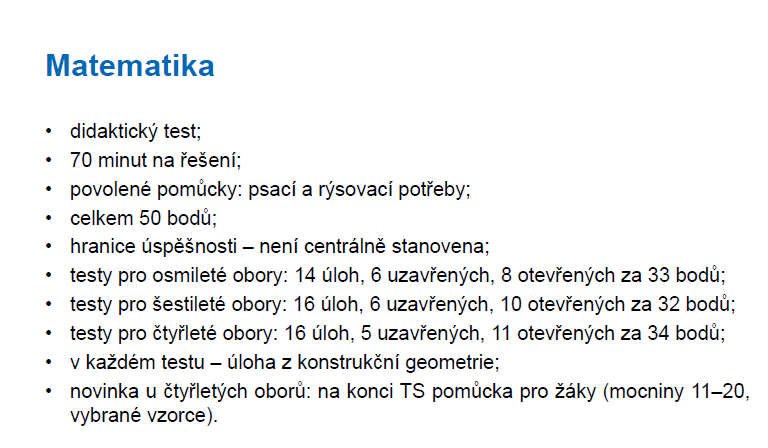 Matematika
• didaktický test;
• 70 minut na řešení;
• povolené pomůcky: psací a rýsovací potřeby;
• celkem 50 bodů;
• hranice úspěšnosti – není centrálně stanovena;
• testy pro osmileté obory: 14 úloh, 6 uzavřených, 8 otevřených za 33 bodů;
• testy pro šestileté obory: 16 úloh, 6 uzavřených, 10 otevřených za 32 bodů;
• testy pro čtyřleté obory: 16 úloh, 5 uzavřených, 11 otevřených za 34 bodů;
• v každém testu – úloha z konstrukční geometrie;
• novinka u čtyřletých oborů: na konci TS pomůcka pro žáky (mocniny 11–20,
vybrané vzorce).